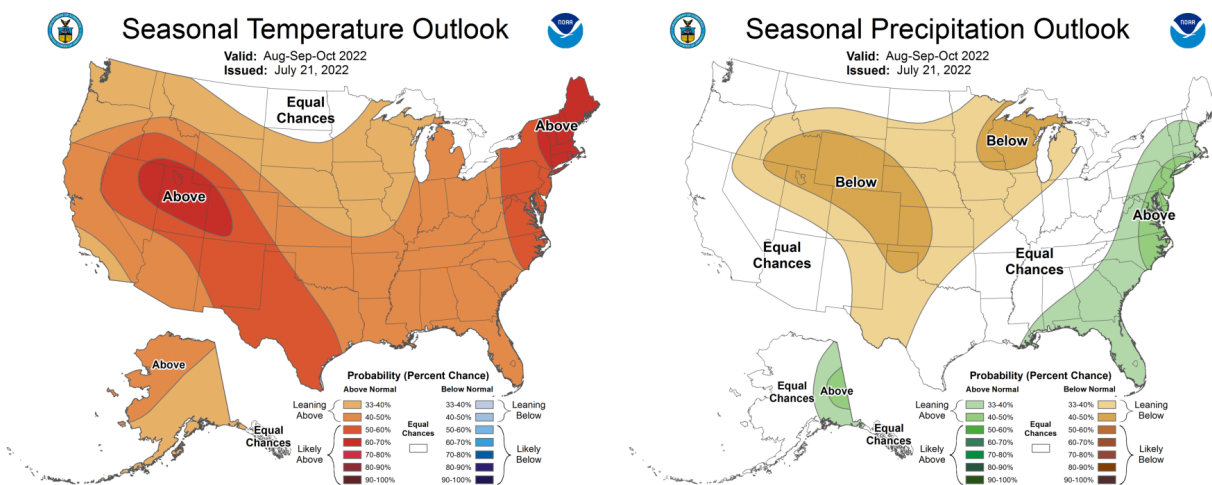 Seasonal Temperature Outlook
Valid: Aug-Sep-Oct 2022
Issued: July 21, 2022
NOAA
Equal
Chances
Above
Above
Above
Equal
Chances
Probability (Percent Chance)
Above Normal
Below Normal
Leaning
Above
33-40%
40-50%
33-40%
40-50%
Leaning
Below
Equal
Chances
Likely
Above
50-60%
60-70%
70-80%
80-90%
90-100%
50-60%
60-70%
70-80%
80-90%
90-100%
Likely
Below
Seasonal Precipitation Outlook
Valid: Aug-Sep-Oct 2022
Issued: July 21, 2022
NOAA
Below
Below
Above
Equal
Chances
Equal
Chances
Equal
Chances
Above
Equal
Chances
Probability (Percent Chance)
Above Normal
Below Normal
Leaning
Above
33-40%
40-50%
33-40%
40-50%
Leaning
Below
Equal
Chances
Likely
Above
50-60%
60-70%
70-80%
80-90%
90-100%
50-60%
60-70%
70-80%
80-90%
90-100%
Likely
Below